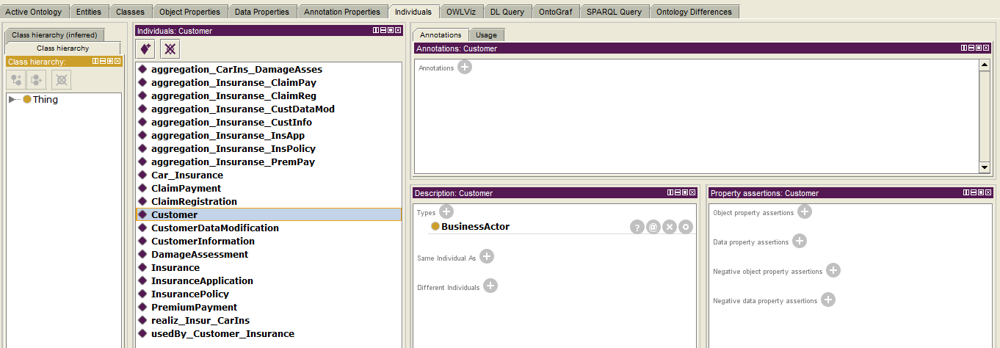 Active Ontology Entities Classes Object Properties Data Properties Annotation Properties Individuals OWLViz DL Query OntoGraf SPARQL Query Ontology Differences
Class hierarchy (inferred)
Class hierarchy
Class hierarchy:
Thing
Individuals: Customer
aggregation_CarIns_DamageAsses
aggregation_Insuranse_ClaimPay
aggregation_Insuranse_ClaimReg
aggregation_Insuranse_CustDataMod
aggregation_Insuranse_CustInfo
aggregation_Insuranse_InsApp
aggregation_Insuranse_InsPolicy
aggregation_Insuranse_PremPay
Car_Insurance
ClaimPayment
ClaimRegistration
Customer
CustomerDataModification
CustomerInformation
DamageAssessment
Insurance
InsuranceApplication
InsurancePolicy
PremiumPayment
realiz_Insur_CarIns
usedBy_Customer_Insurance
Annotations Usage
Annotations: Customer
Annotations
Description: Customer
Types
BusinessActor
Same Individual As
Different Individuals
Property assertions: Customer
Object property assertions
Data property assertions
Negative object property assertions
Negative data property assertions